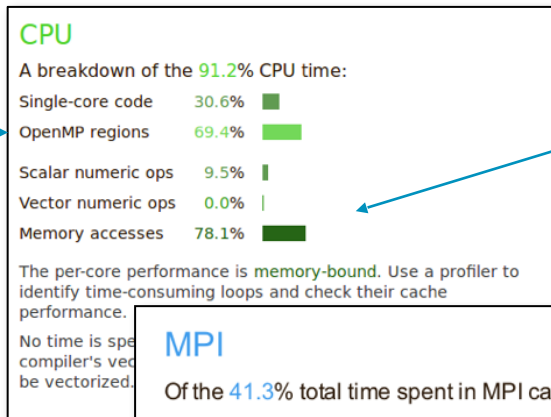 CPU
A breakdown of the 91.2% CPU time:
Single-core code 30.6%
OpenMP regions 69.4%
Scalar numeric ops 9.5%
Vector numeric ops 0.0%
Memory accesses 78.1%
The per-core performance is memory-bound. Use a profiler to
identify time-consuming loops and check their cache
performance.
No time is spe
compiler's vec
be vectorized.
MPI
Of the 41.3% total time spent in MPI ca